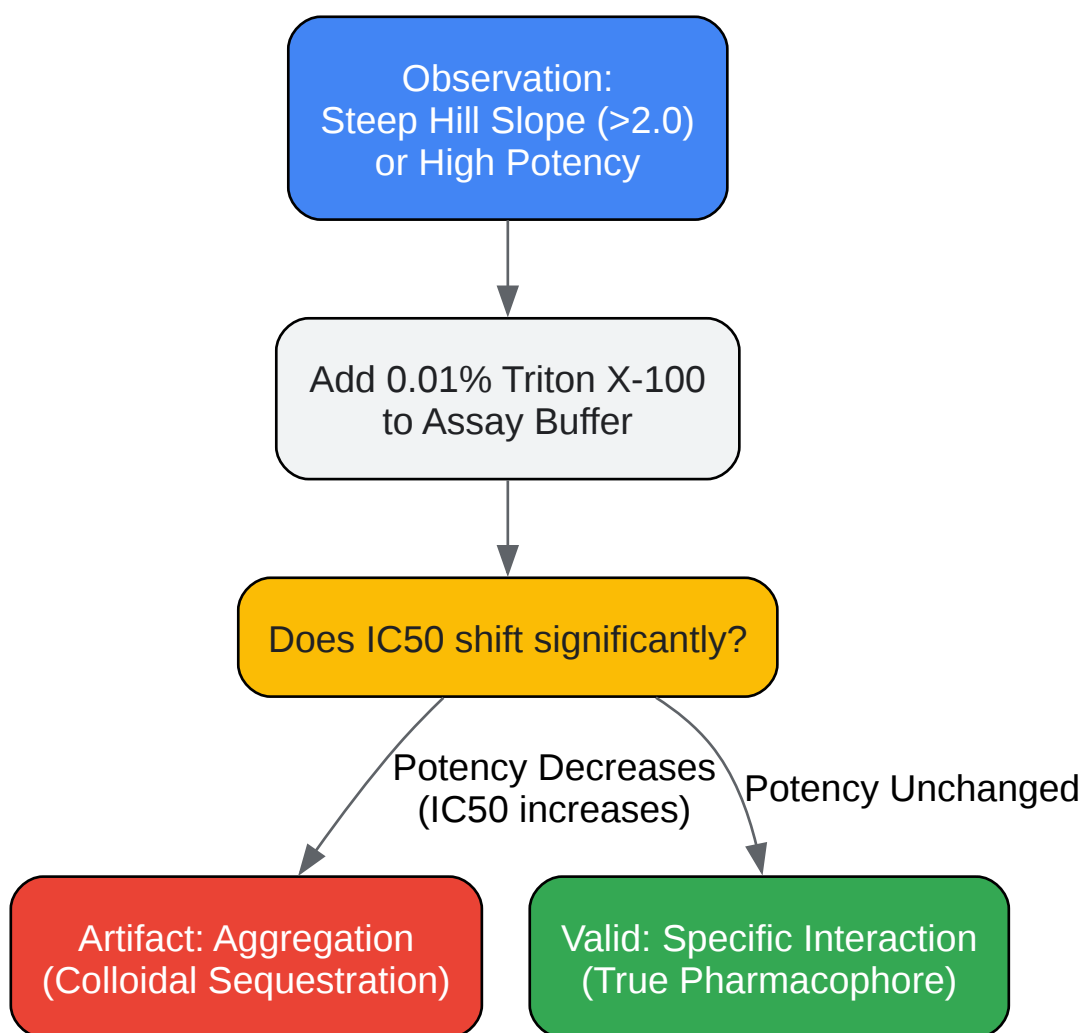 Observation:
Steep Hill Slope (>2.0)
or High Potency
Add 0.01% Triton X-100
to Assay Buffer
Does IC50 shift significantly?
Potency Decreases
(IC50 increases)
Potency Unchanged
Artifact: Aggregation
(Colloidal Sequestration)
Valid: Specific Interaction
(True Pharmacophore)